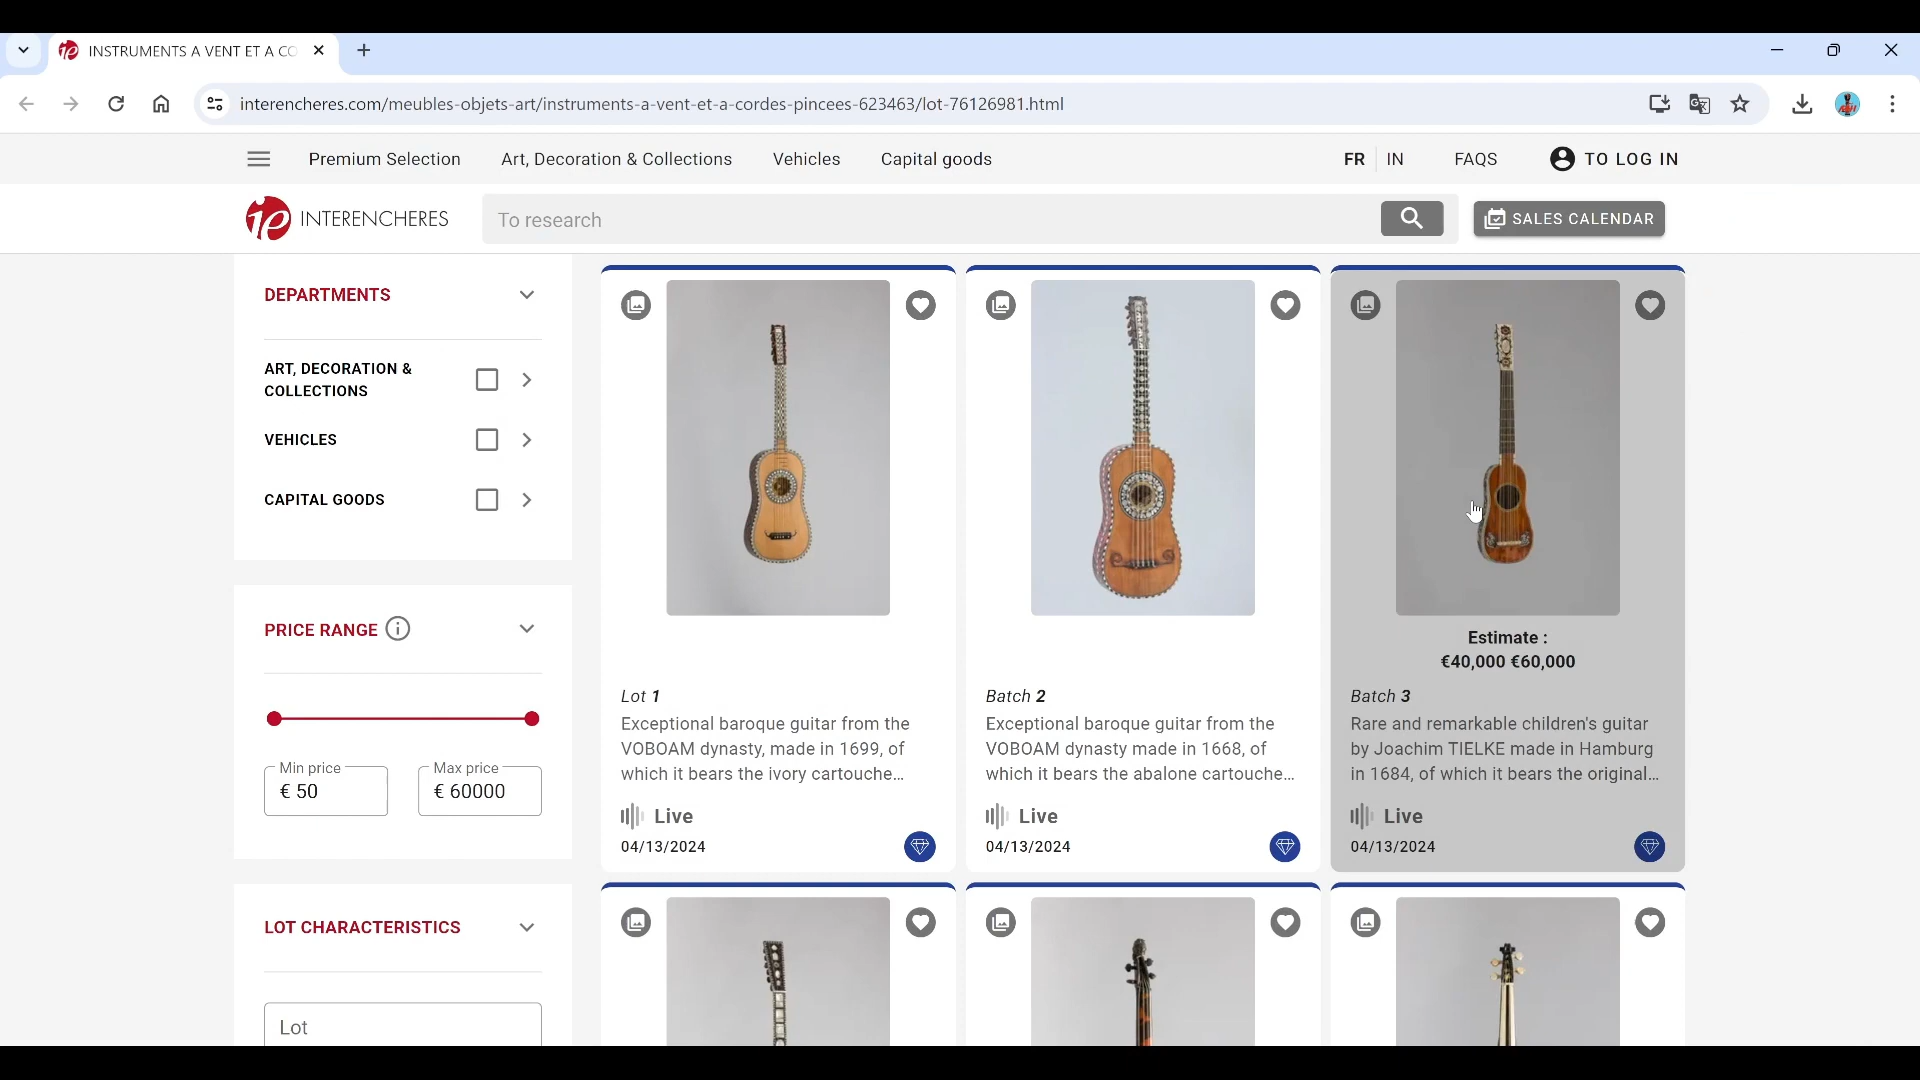 INSTRUMENTS A VENT ET A CO
interencheres.com/meubles-objets-art/instruments-a-vent-et-a-cordes-pincees-623463/lot-76126981.html
Premium Selection
Art, Decoration & Collections
Vehicles
Capital goods
FR
IN
FAQS
TO LOG IN
ie INTERENCHERES
To research
SALES CALENDAR
DEPARTMENTS
ART, DECORATION &
COLLECTIONS
VEHICLES
CAPITAL GOODS
PRICE RANGE
Min price
€ 50
Max price
€ 60000
LOT CHARACTERISTICS
Lot
Lot 1
Exceptional baroque guitar from the
VOBOAM dynasty, made in 1699, of
which it bears the ivory cartouche...
Live
04/13/2024
Batch 2
Exceptional baroque guitar from the
VOBOAM dynasty made in 1668, of
which it bears the abalone cartouche...
Live
04/13/2024
Estimate :
€40,000 €60,000
Batch 3
Rare and remarkable children's guitar
by Joachim TIELKE made in Hamburg
in 1684, of which it bears the original...
Live
04/13/2024